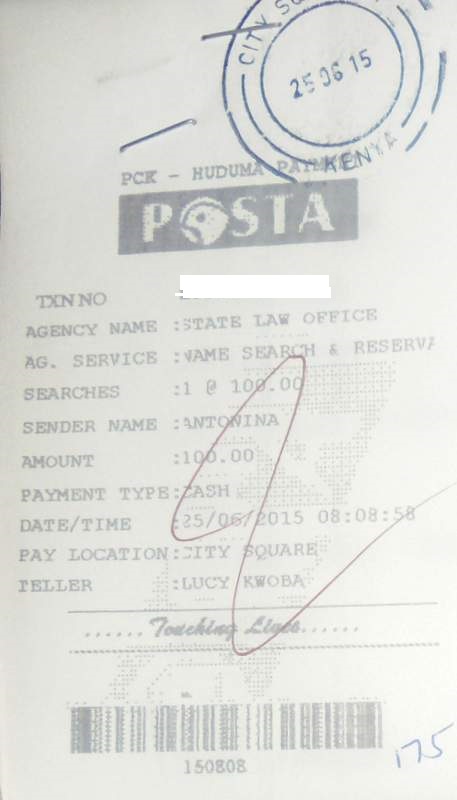 CITY SQ
25 06 15
KENYA
PCK - HUDUMA PAYM
POSTA
TXN NO
AGENCY NAME :STATE LAW OFFICE
AG. SERVICE :NAME SEARCH & RESERVA
SEARCHES :1 @ 100.00
SENDER NAME :ANTONINA
AMOUNT :100.00
PAYMENT TYPE:CASH
DATE/TIME :25/06/2015 08:08:58
PAY LOCATION:CITY SQUARE
TELLER :LUCY KWOBA
...... Touching Lives......
150808
175